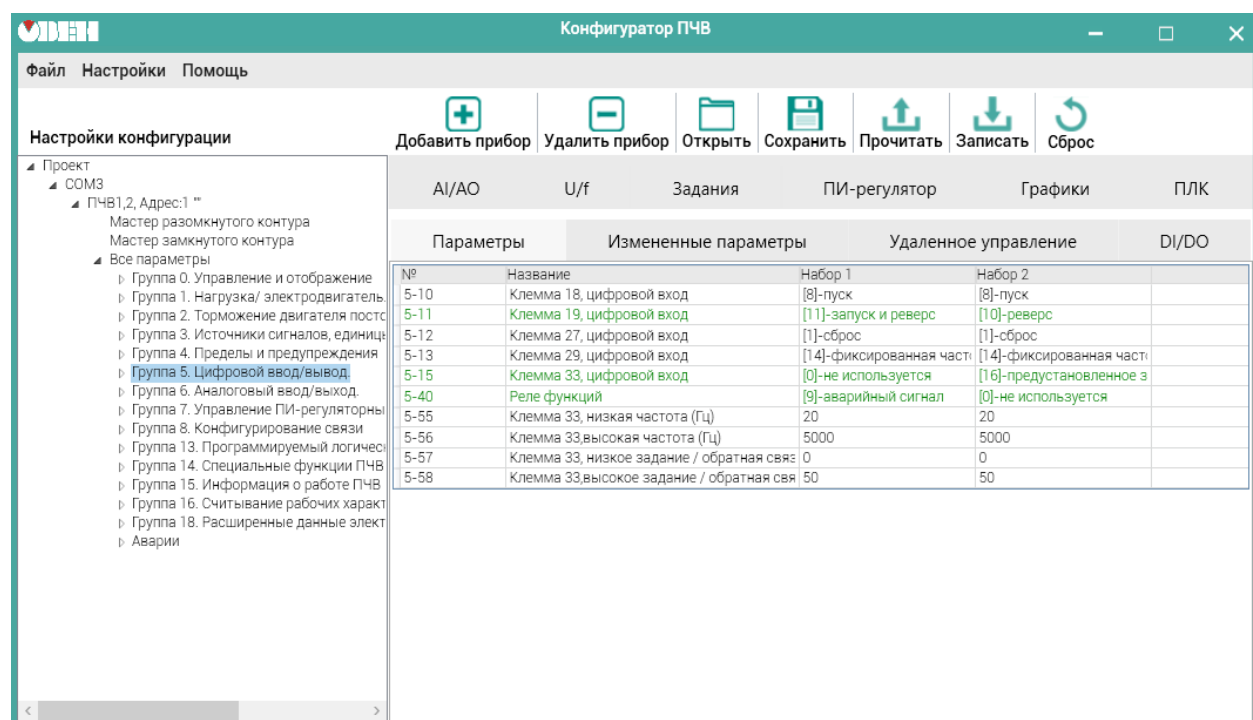 ОВЕН
Конфигуратор ПЧВ
Файл Настройки Помощь
Настройки конфигурации
Добавить прибор Удалить прибор Открыть Сохранить Прочитать Записать Сброс
Проект
COM3
ПЧВ1,2, Адрес:1 ""
Мастер разомкнутого контура
Мастер замкнутого контура
Все параметры
Группа 0. Управление и отображение
Группа 1. Нагрузка/ электродвигатель.
Группа 2. Торможение двигателя постс
Группа 3. Источники сигналов, единиць
Группа 4. Пределы и предупреждения
Группа 5. Цифровой ввод/вывод.
Группа 6. Аналоговый ввод/выход.
Группа 7. Управление ПИ-регуляторны
Группа 8. Конфигурирование связи
Группа 13. Программируемый логичесн
Группа 14. Специальные функции ПЧВ
Группа 15. Информация о работе ПЧВ
Группа 16. Считывание рабочих характ
Группа 18. Расширенные данные элект
Аварии
AI/AO U/f Задания ПИ-регулятор Графики ПЛК
Параметры Измененные параметры Удаленное управление DI/DO
№ Название Набор 1 Набор 2
5-10 Клемма 18, цифровой вход [8]-пуск [8]-пуск
5-11 Клемма 19, цифровой вход [11]-запуск и реверс [10]-реверс
5-12 Клемма 27, цифровой вход [1]-сброс [1]-сброс
5-13 Клемма 29, цифровой вход [14]-фиксированная част [14]-фиксированная част
5-15 Клемма 33, цифровой вход [0]-не используется [16]-предустановленное з
5-40 Реле функций [9]-аварийный сигнал [0]-не используется
5-55 Клемма 33, низкая частота (Гц) 20 20
5-56 Клемма 33,высокая частота (Гц) 5000 5000
5-57 Клемма 33, низкое задание / обратная связ 0 0
5-58 Клемма 33,высокое задание / обратная свя 50 50